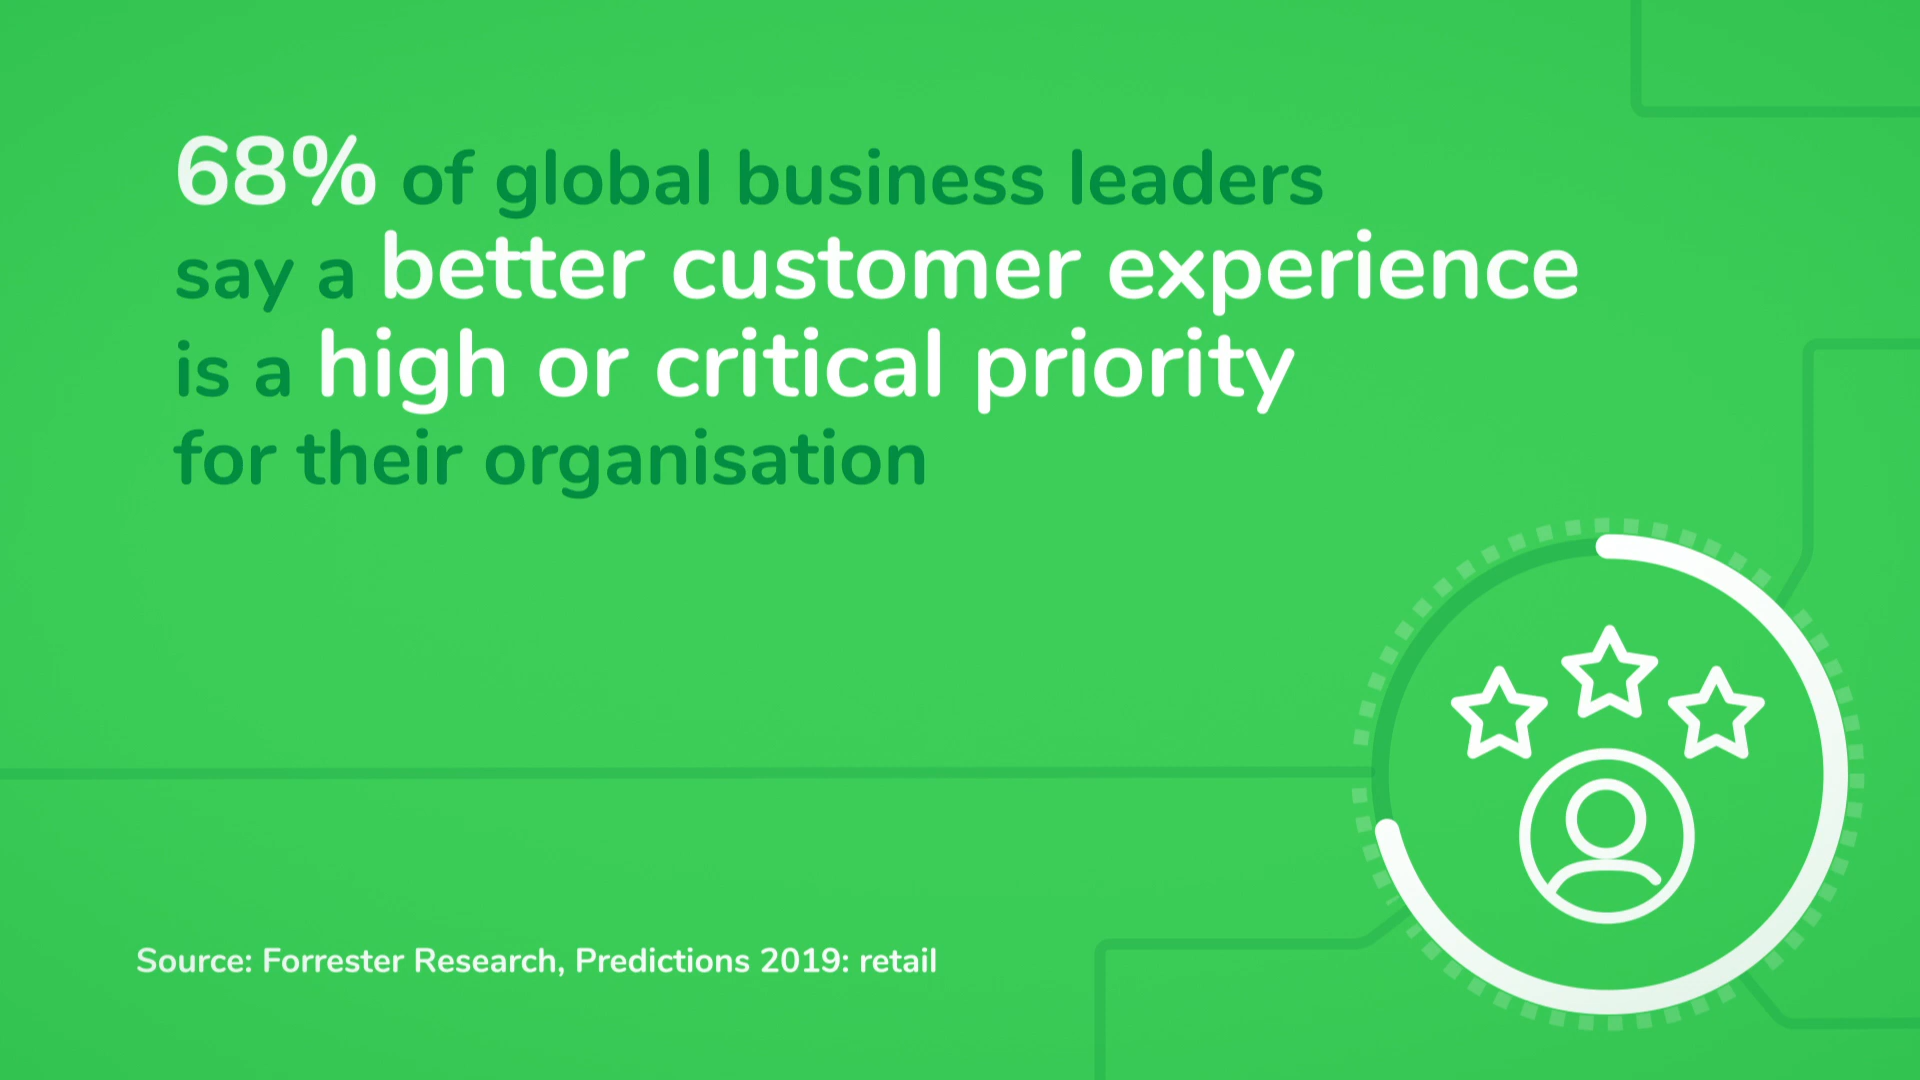 68% of global business leaders
say a better customer experience
is a high or critical priority
for their organisation
Source: Forrester Research, Predictions 2019: retail